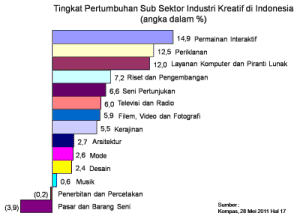 Tingkat Pertumbuhan Sub Sektor Industri Kreatif di Indonesia
(angka dalam %)
14,9 Permainan Interaktif
12,5 Periklanan
12,0 Layanan Komputer dan Piranti Lunak
7,2 Riset dan Pengembangan
6,6 Seni Pertunjukan
6,0 Televisi dan Radio
5,9 Filem, Video dan Fotografi
5,5 Kerajinan
2,7 Arsitektur
2,6 Mode
2,4 Desain
0,6 Musik
(0,2) Penerbitan dan Percetakan
(3,9) Pasar dan Barang Seni
Sumber :
Kompas, 28 Mei 2011 Hal 17